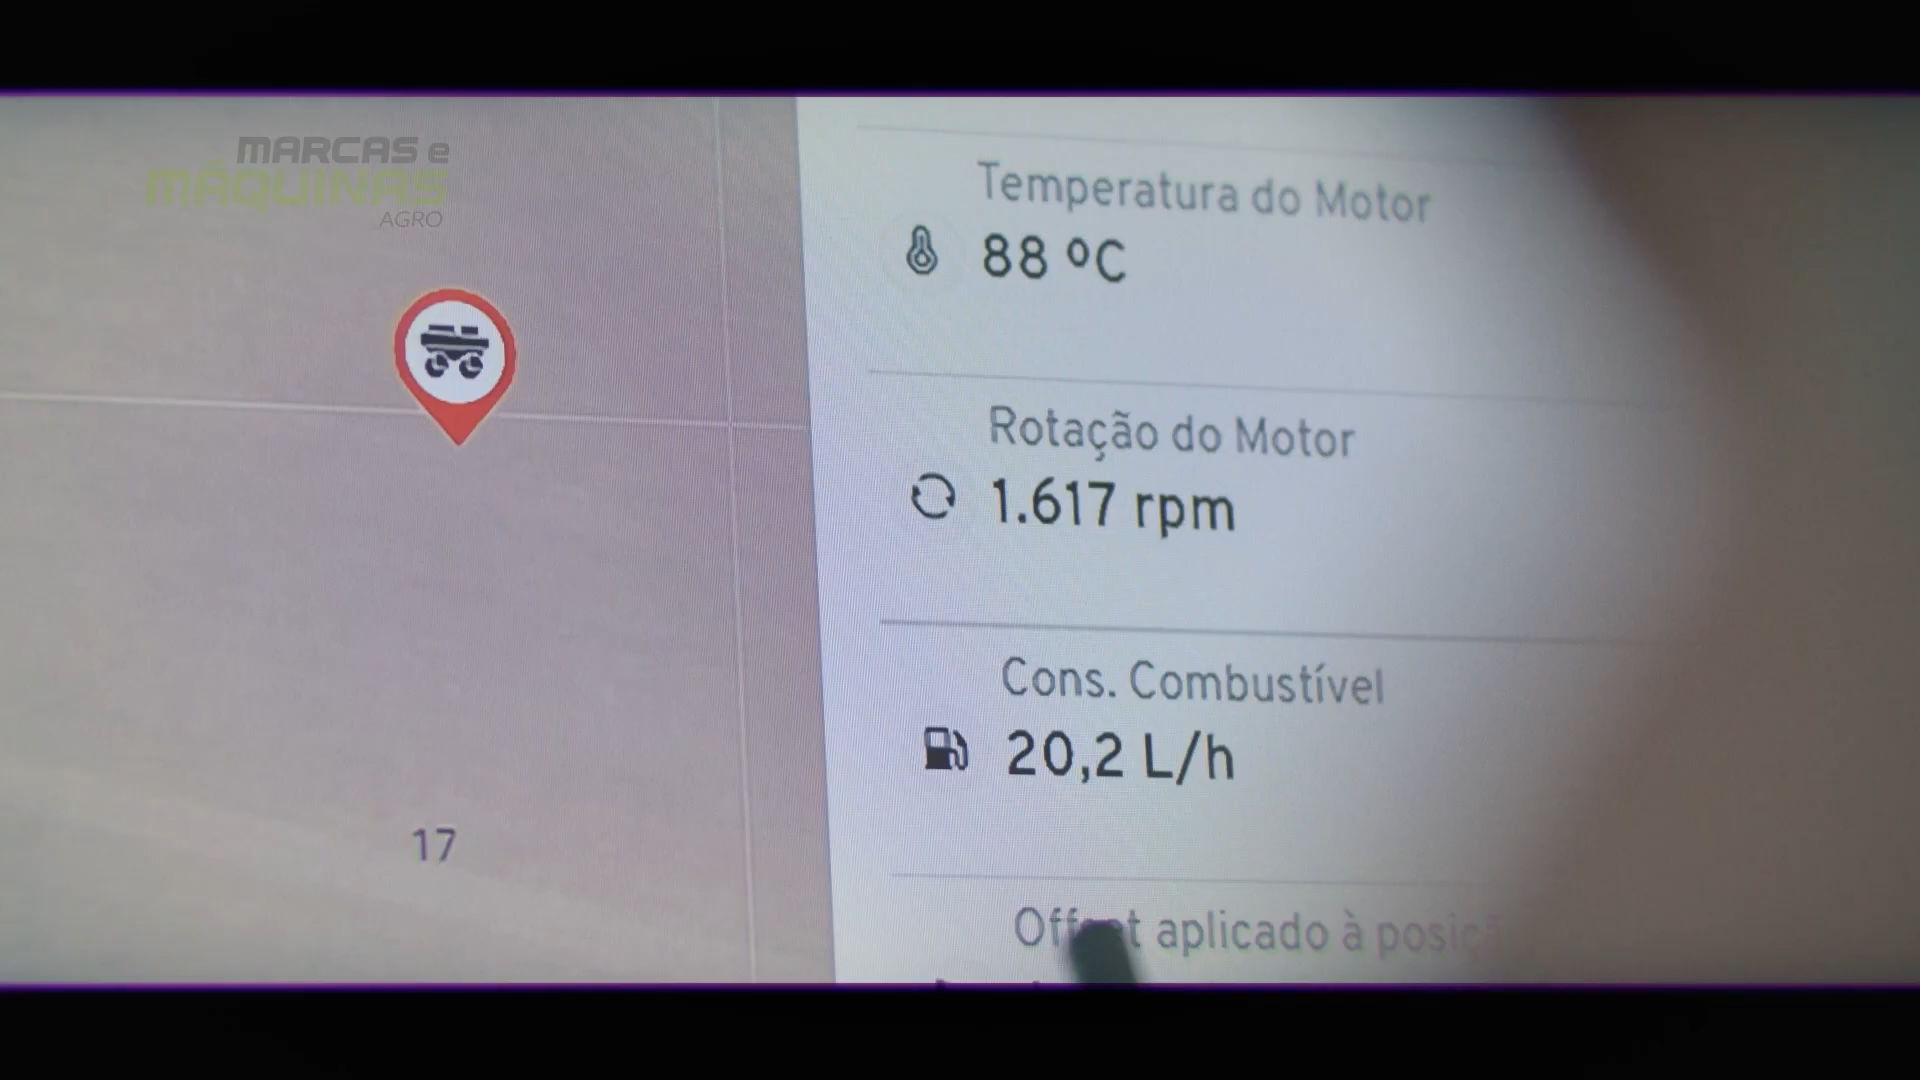 MARCAS e
MÁQUINAS
AGRO
Temperatura do Motor
88 ºC
Rotação do Motor
1.617 rpm
Cons. Combustível
20,2 L/h
17
aplicado à